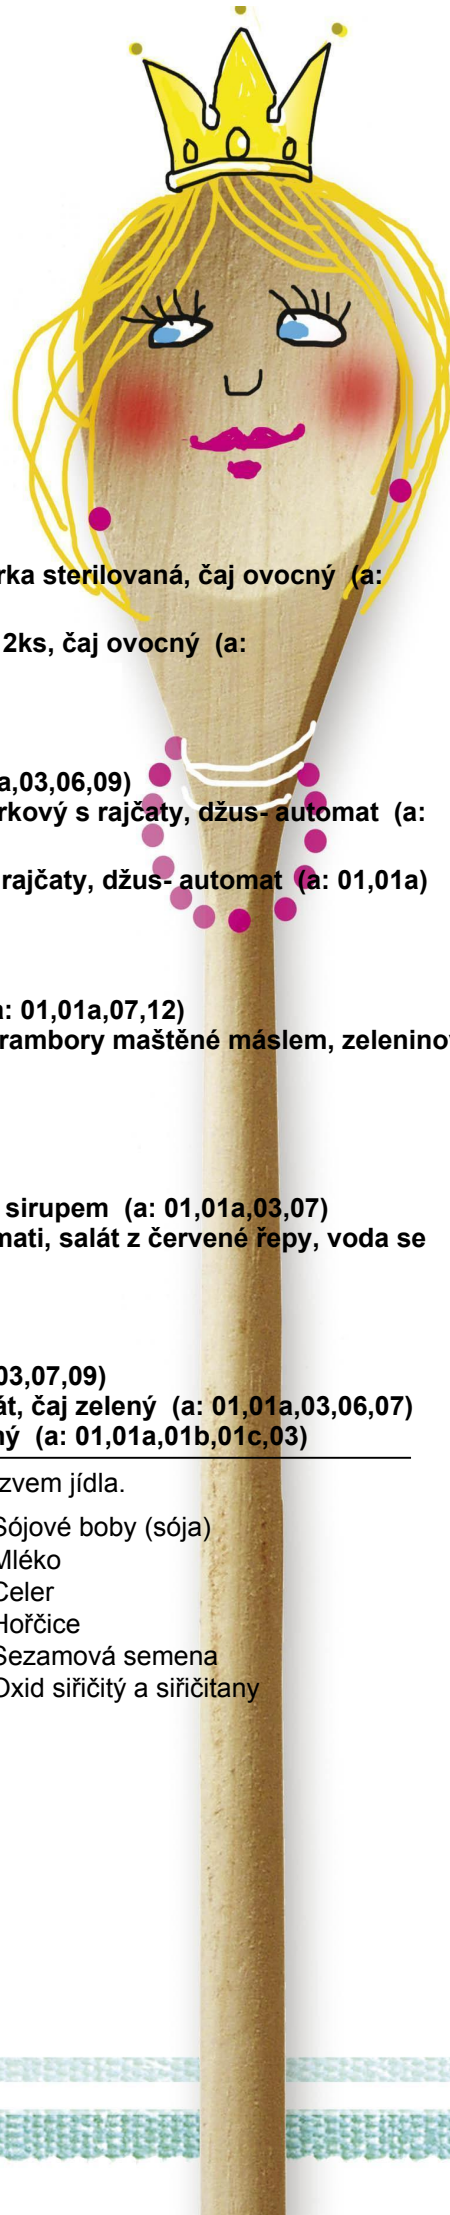 rka sterilovaná, čaj ovocný (a:
2ks, čaj ovocný (a:
a,03,06,09)
rkový s rajčaty, džus- automat (a:
rajčaty, džus- automat (a: 01,01a)
a: 01,01a,07,12)
rambory maštěné máslem, zeleninov
sirupem (a: 01,01a,03,07)
mati, salát z červené řepy, voda se
03,07,09)
át, čaj zelený (a: 01,01a,03,06,07)
ný (a: 01,01a,01b,01c,03)
zvem jídla.
Sójové boby (sója)
Mléko
Celer
Hořčice
Sezamová semena
Oxid siřičitý a siřičitany